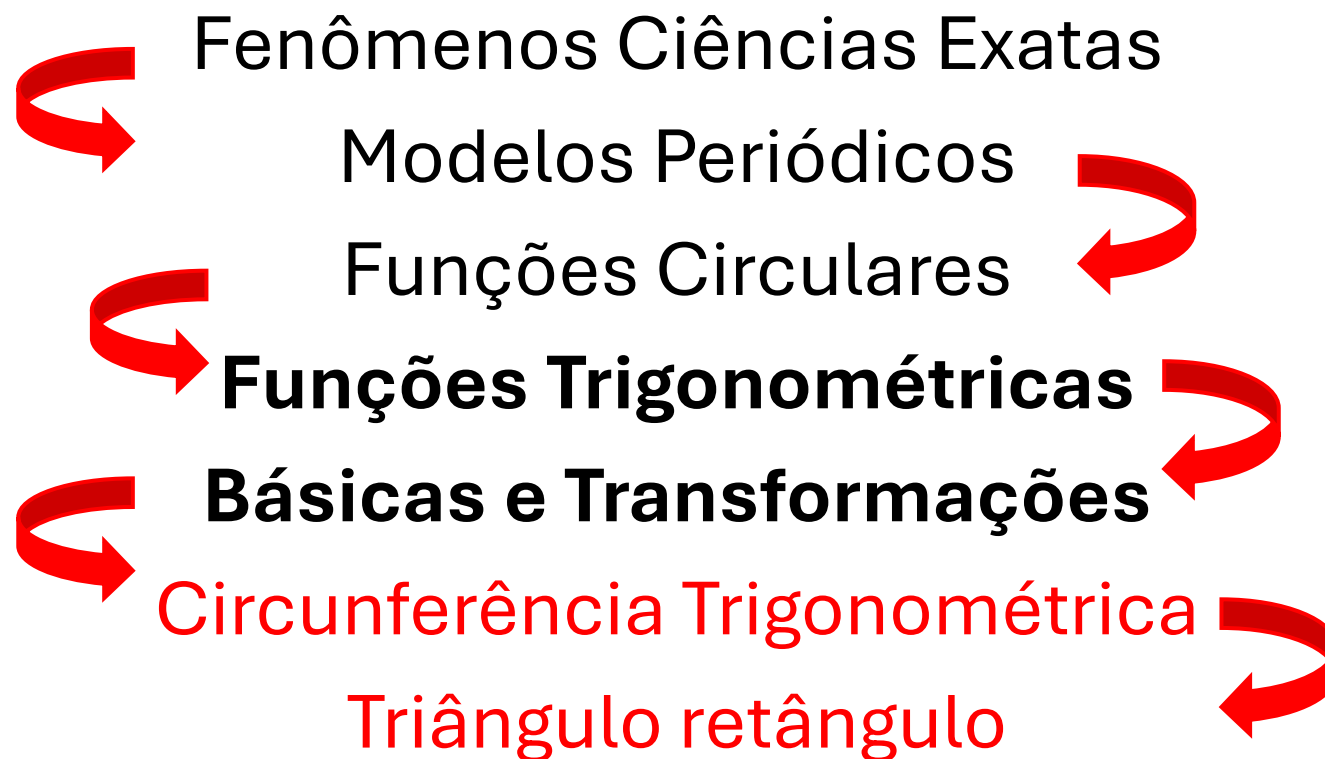 Fenômenos Ciências Exatas
Modelos Periódicos
Funções Circulares
Funções Trigonométricas
Básicas e Transformações
Circunferência Trigonométrica
Triângulo retângulo